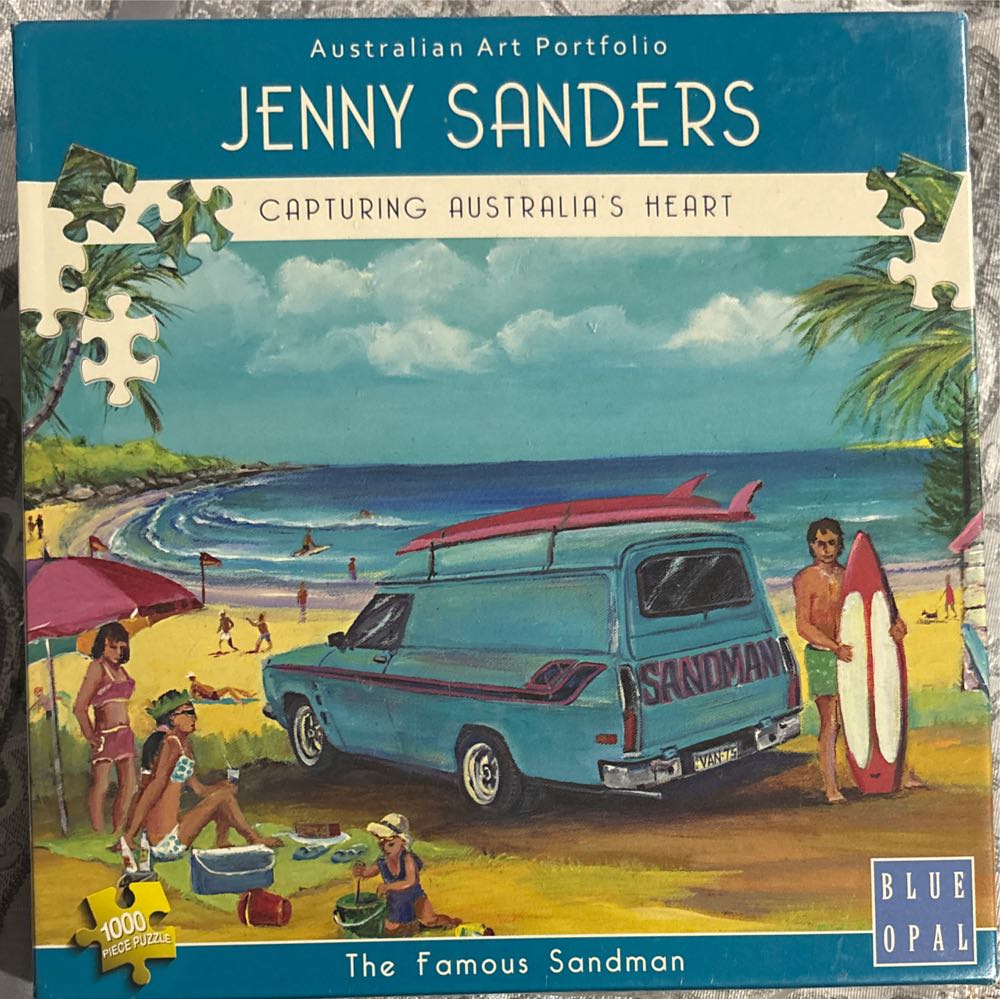 Australian Art Portfolio
JENNY SANDERS
CAPTURING AUSTRALIA'S HEART
SANDMAN
VAN·75
1000
PIECE PUZZLE
BLUE
OPAL
The Famous Sandman